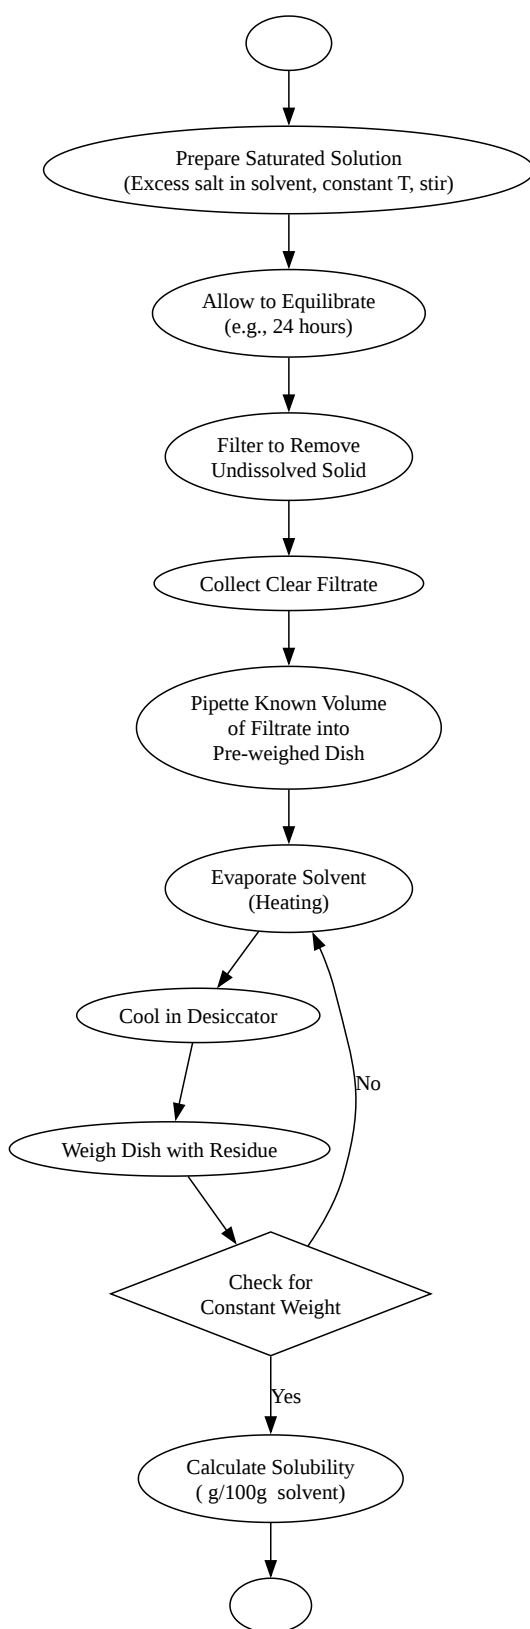 Prepare Saturated Solution
(Excess salt in solvent, constant T, stir)
Allow to Equilibrate
(e.g., 24 hours)
Filter to Remove
Undissolved Solid
Collect Clear Filtrate
Pipette Known Volume
of Filtrate into
Pre-weighed Dish
Evaporate Solvent
(Heating)
Cool in Desiccator
No
Weigh Dish with Residue
Check for
Constant Weight
Yes
Calculate Solubility
( g/100g  solvent)